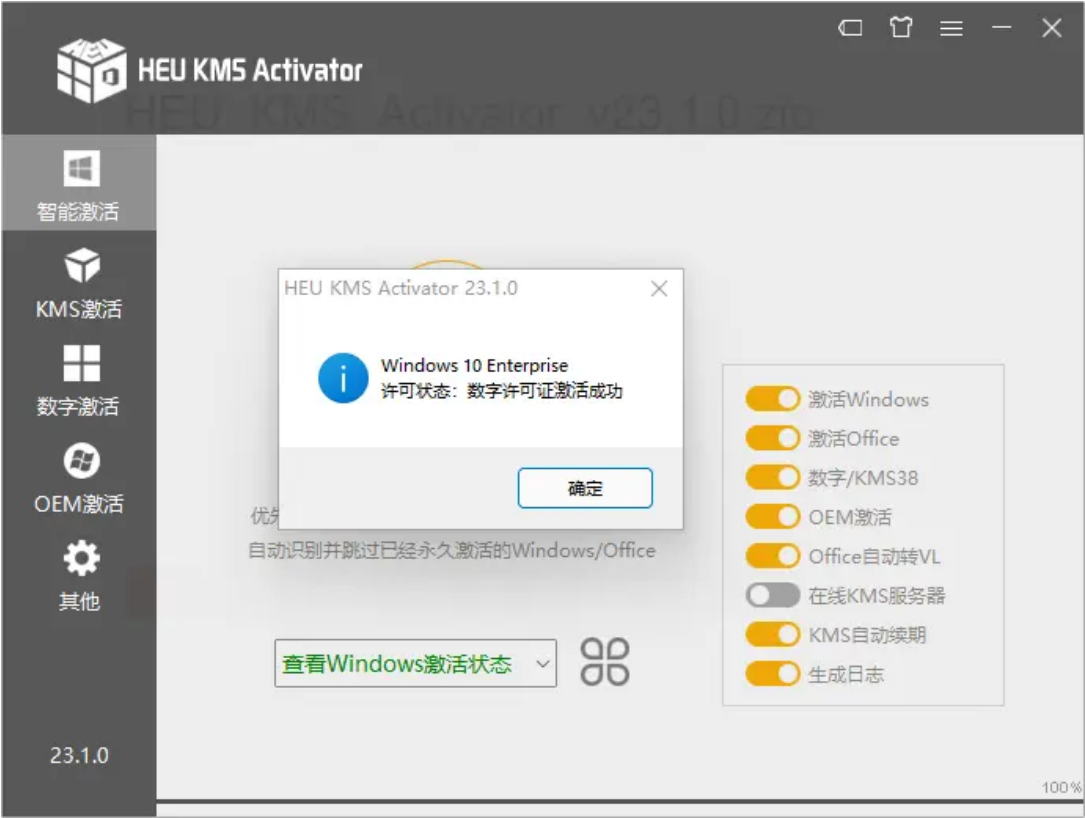 HEU KMS Activator
HEU KMS Activator v23.1.0.zip
智能激活
KMS激活
数字激活
OEM激活
其他
23.1.0
HEU KMS Activator 23.1.0
Windows 10 Enterprise
许可状态：数字许可证激活成功
确定
优
自动识别并跳过已经永久激活的Windows/Office
查看Windows激活状态
激活Windows
激活Office
数字/KMS38
OEM激活
Office自动转VL
在线KMS服务器
KMS自动续期
生成日志
100%